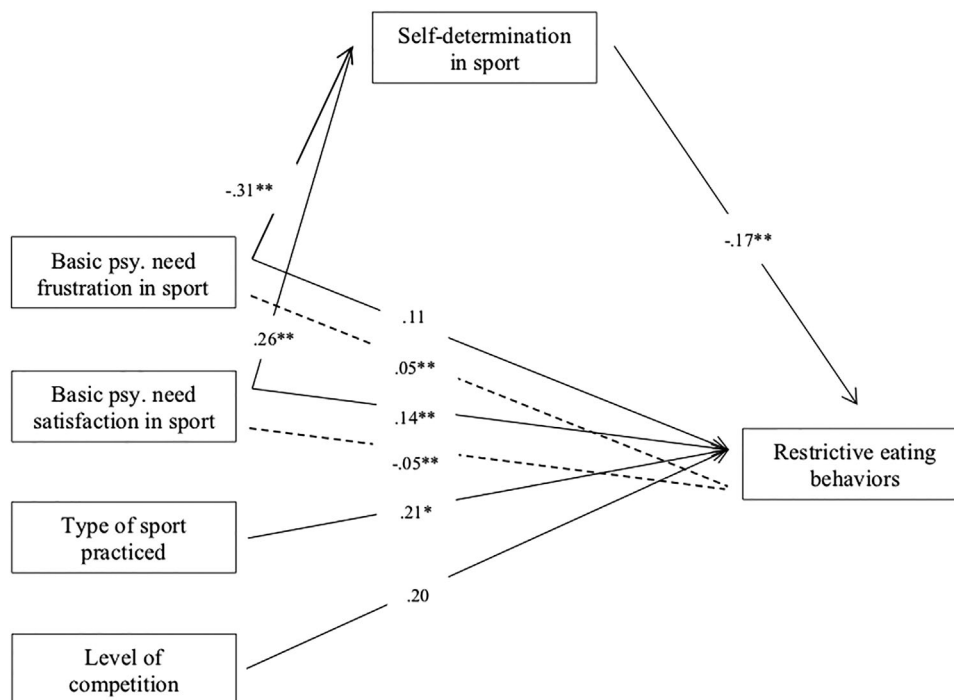 Self-determination
in sport
-.31**
-.17**
Basic psy. need
frustration in sport
.11
.26**
.05**
Basic psy. need
satisfaction in sport
.14**
-.05**
Restrictive eating
behaviors
Type of sport
practiced
.21*
.20
Level of
competition